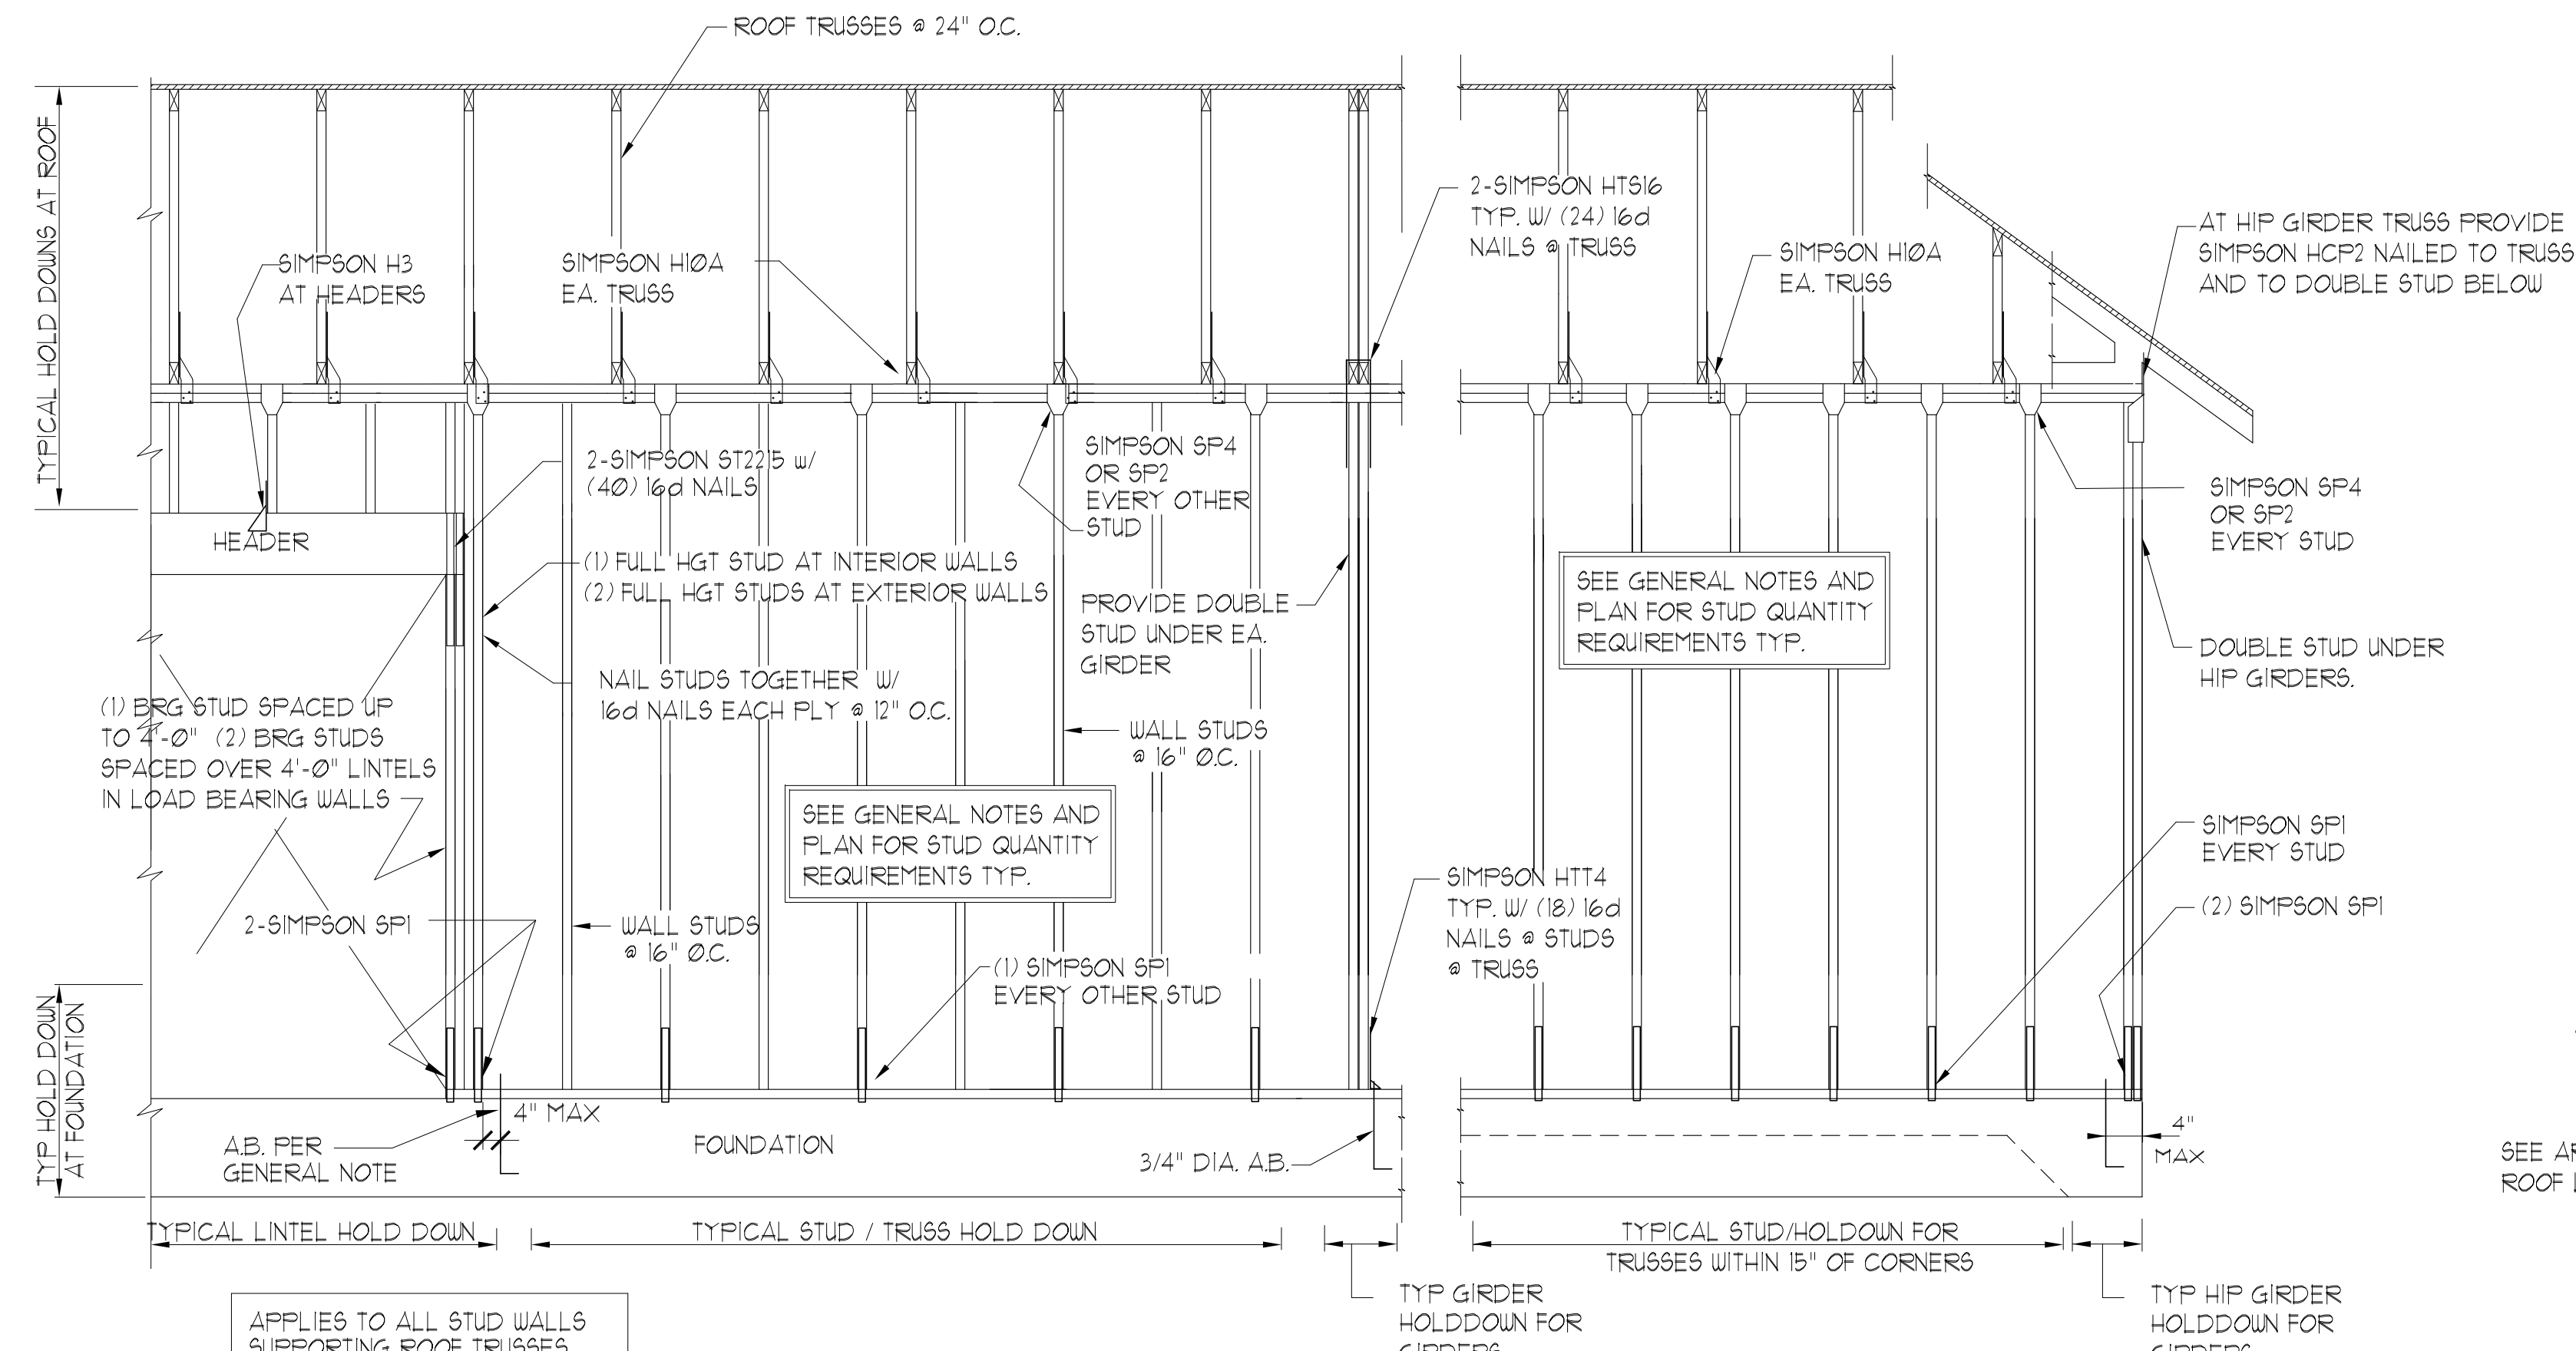 ROOF TRUSSES @ 24" O.C.
TYPICAL HOLD DOWNS AT ROOF
SIMPSON H3
AT HEADERS
SIMPSON H1ØA
EA. TRUSS
2-SIMPSON HTS16
TYP. W/ (24) 16d
NAILS @ TRUSS
SIMPSON H1ØA
EA. TRUSS
AT HIP GIRDER TRUSS PROVIDE
SIMPSON HCP2 NAILED TO TRUSS
AND TO DOUBLE STUD BELOW
2-SIMPSON ST2215 w/
(4Ø) 16d NAILS
SIMPSON SP4
OR SP2
EVERY OTHER
STUD
SIMPSON SP4
OR SP2
EVERY STUD
HEADER
(1) FULL HGT STUD AT INTERIOR WALLS
(2) FULL HGT STUDS AT EXTERIOR WALLS
PROVIDE DOUBLE
STUD UNDER EA.
GIRDER
SEE GENERAL NOTES AND
PLAN FOR STUD QUANTITY
REQUIREMENTS TYP.
DOUBLE STUD UNDER
HIP GIRDERS.
NAIL STUDS TOGETHER W/
16d NAILS EACH PLY @ 12" O.C.
(1) BRG STUD SPACED UP
TO 4'-Ø" (2) BRG STUDS
SPACED OVER 4'-Ø" LINTELS
IN LOAD BEARING WALLS
WALL STUDS
@ 16" O.C.
SEE GENERAL NOTES AND
PLAN FOR STUD QUANTITY
REQUIREMENTS TYP.
SIMPSON SP1
EVERY STUD
SIMPSON HTT4
TYP. W/ (18) 16d
NAILS @ STUDS
@ TRUSS
(2) SIMPSON SP1
2-SIMPSON SP1
WALL STUDS
@ 16" O.C.
(1) SIMPSON SP1
EVERY OTHER STUD
TYP HOLD DOWN
AT FOUNDATION
4" MAX
A.B. PER
GENERAL NOTE
FOUNDATION
3/4" DIA. A.B.
4"
MAX
SEE
ROOF
TYPICAL LINTEL HOLD DOWN
TYPICAL STUD / TRUSS HOLD DOWN
TYPICAL STUD/HOLDOWN FOR
TRUSSES WITHIN 15" OF CORNERS
TYP GIRDER
HOLDDOWN FOR
GIRDERS
TYP HIP GIRDER
HOLDDOWN FOR
GIRDERS
APPLIES TO ALL STUD WALLS
SUPPORTING ROOF TRUSSES